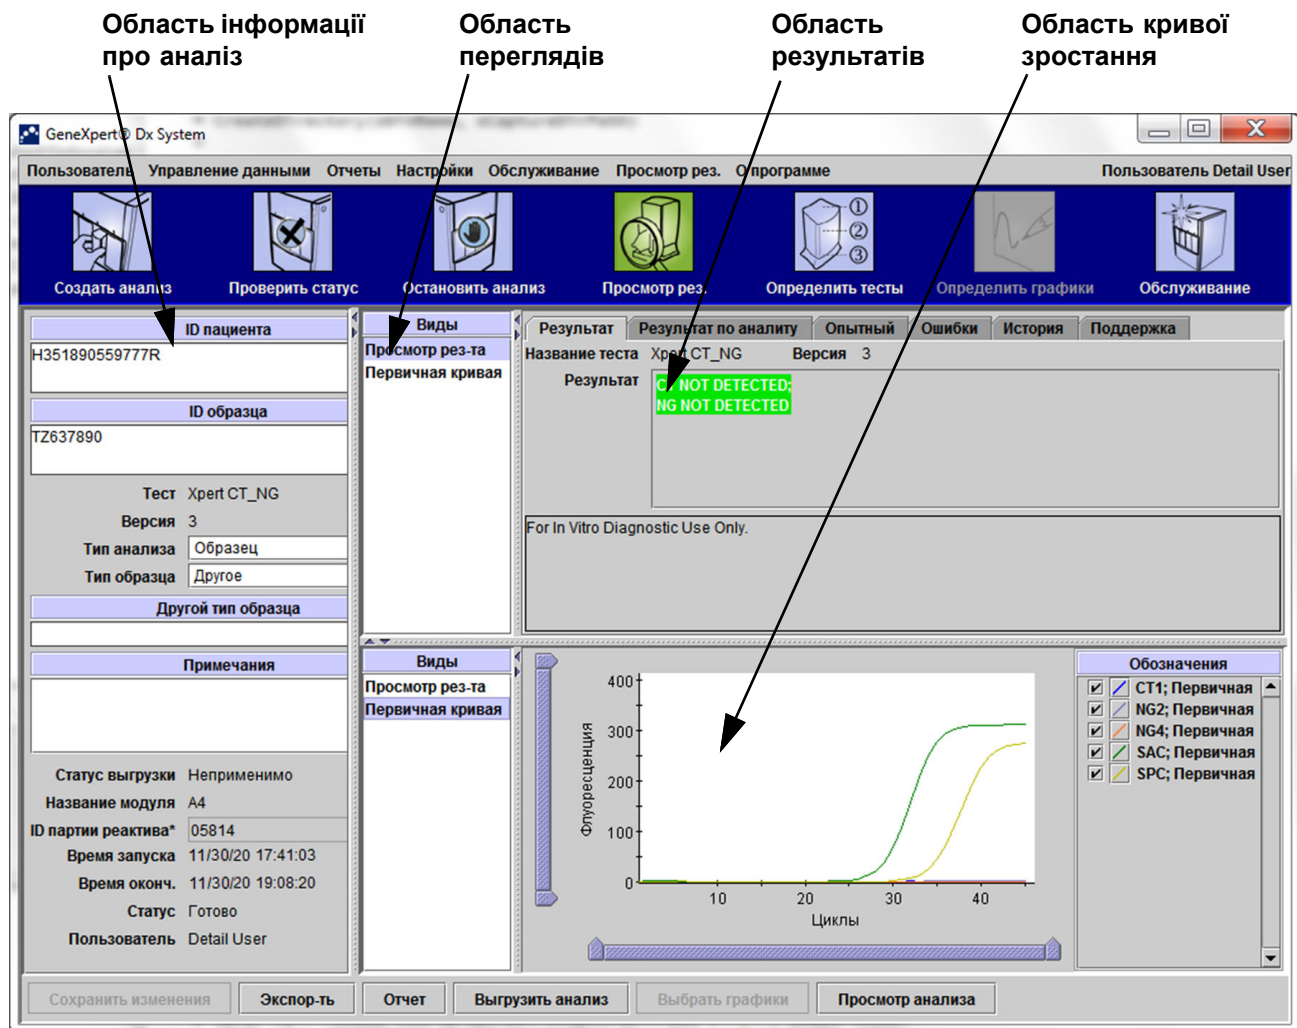 Область інформації
про аналіз
Область
переглядів
Область
результатів
Область кривої
зростання
GeneXpert® Dx System
Пользователь Управление данными Отчеты Настройки Обслуживание Просмотр рез. О программе Пользователь Detail User
Создать анализ Проверить статус Остановить анализ Просмотр рез. Определить тесты Определить графики Обслуживание
ID пациента
H351890559777R
ID образца
TZ637890
Тест Xpert CT_NG
Версия 3
Тип анализа Образец
Тип образца Другое
Другой тип образца
Примечания
Статус выгрузки Неприменимо
Название модуля A4
ID партии реактива* 05814
Время запуска 11/30/20 17:41:03
Время оконч. 11/30/20 19:08:20
Статус Готово
Пользователь Detail User
Виды
Просмотр рез-та
Первичная кривая
Результат Результат по аналиту Опытный Ошибки История Поддержка
Название теста Xpert CT_NG Версия 3
Результат
CT NOT DETECTED;
NG NOT DETECTED
For In Vitro Diagnostic Use Only.
Виды
Просмотр рез-та
Первичная кривая
Флуоресценция
400
300
200
100
0
10 20 30 40
Циклы
Обозначения
CT1; Первичная
NG2; Первичная
NG4; Первичная
SAC; Первичная
SPC; Первичная
Сохранить изменения Экспор-ть Отчет Выгрузить анализ Выбрать графики Просмотр анализа